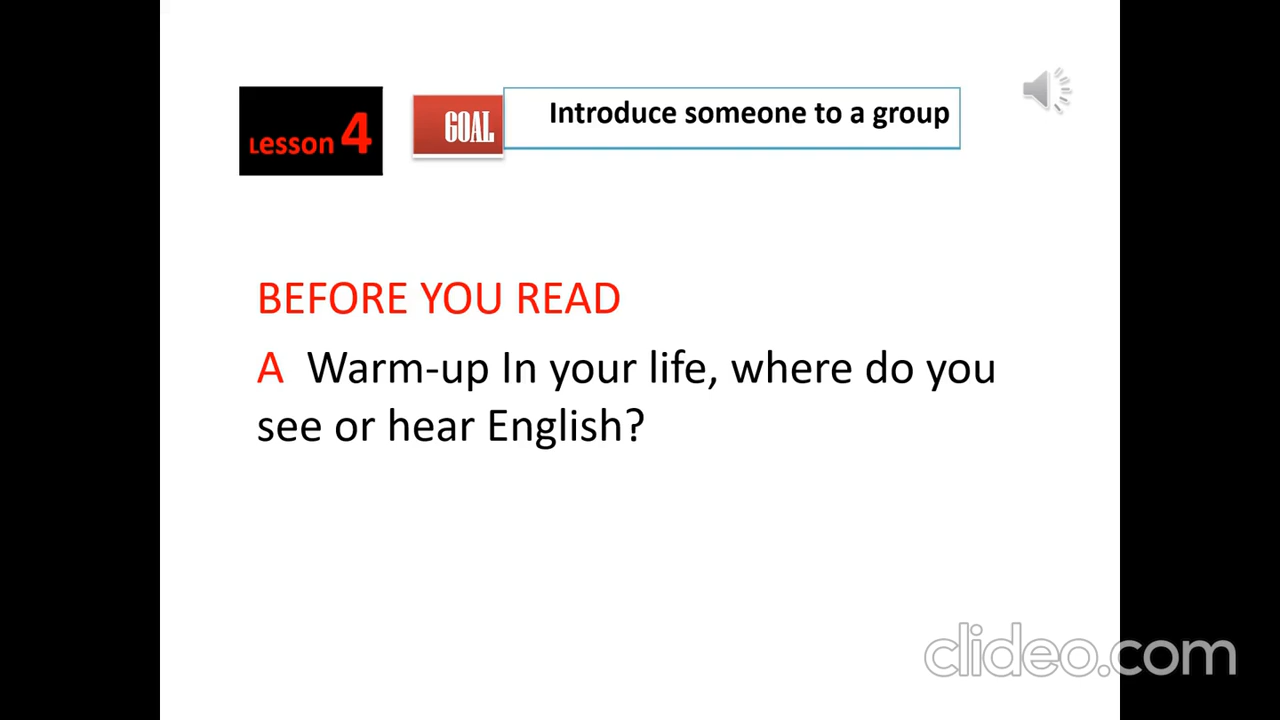 Lesson 4
GOAL
Introduce someone to a group
BEFORE YOU READ
A Warm-up In your life, where do you
see or hear English?
clideo.com